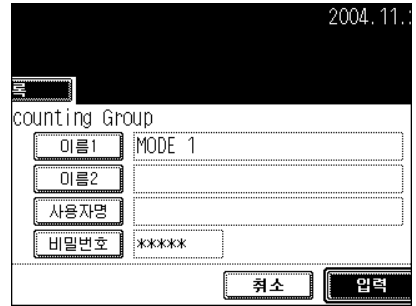 2004.11.
록
counting Group
이름1 MODE 1
이름2
사용자명
비밀번호 *****
취소 입력